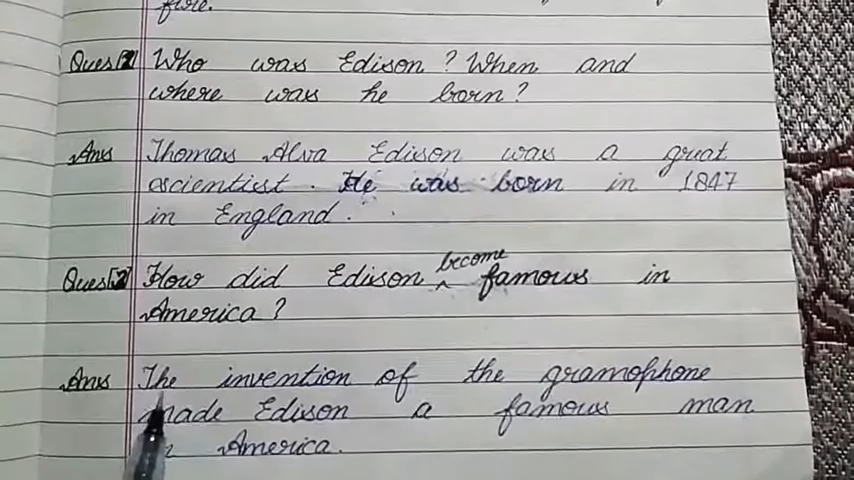 fire.
Ques[1] Who was Edison? When and
where was he born?
Ans Thomas Alva Edison was a great
scientist. He was born in 1847
in England.
Ques[2] How did Edison become famous in
America?
Ans The invention of the gramophone
made Edison a famous man
America.